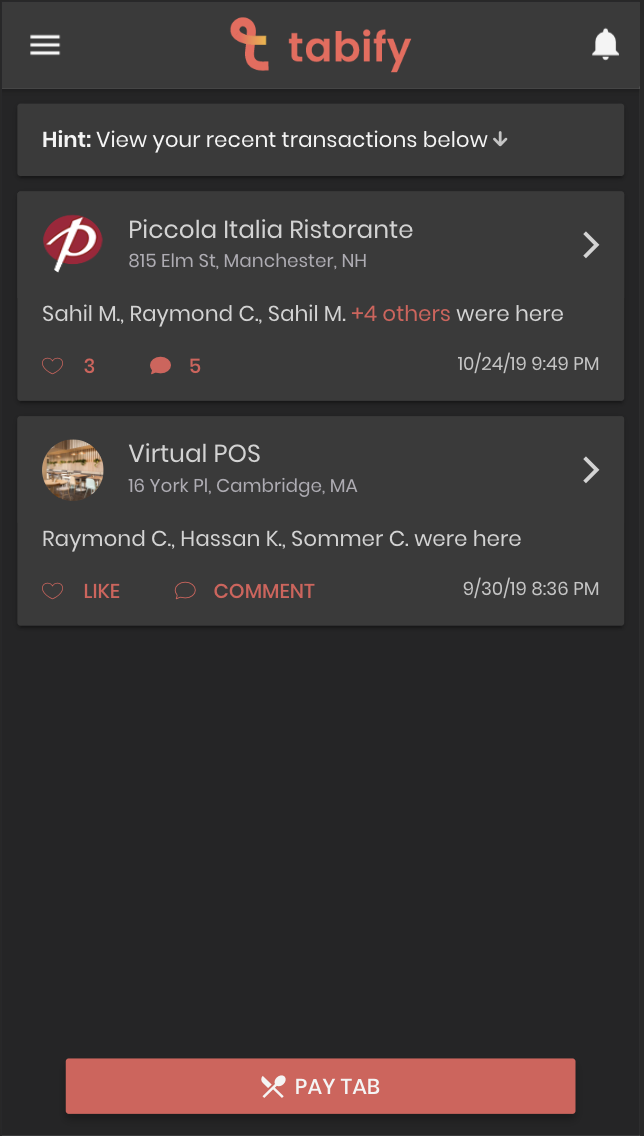 tabify
Hint: View your recent transactions below
Piccola Italia Ristorante
815 Elm St, Manchester, NH
Sahil M., Raymond C., Sahil M. +4 others were here
3 5 10/24/19 9:49 PM
Virtual POS
16 York Pl, Cambridge, MA
Raymond C., Hassan K., Sommer C. were here
LIKE COMMENT 9/30/19 8:36 PM
PAY TAB